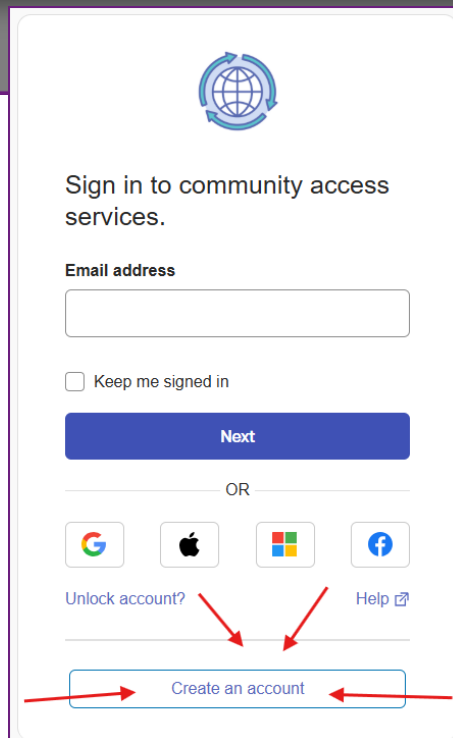 Sign in to community access
services.
Email address
Keep me signed in
Next
OR
Unlock account?
Help
Create an account